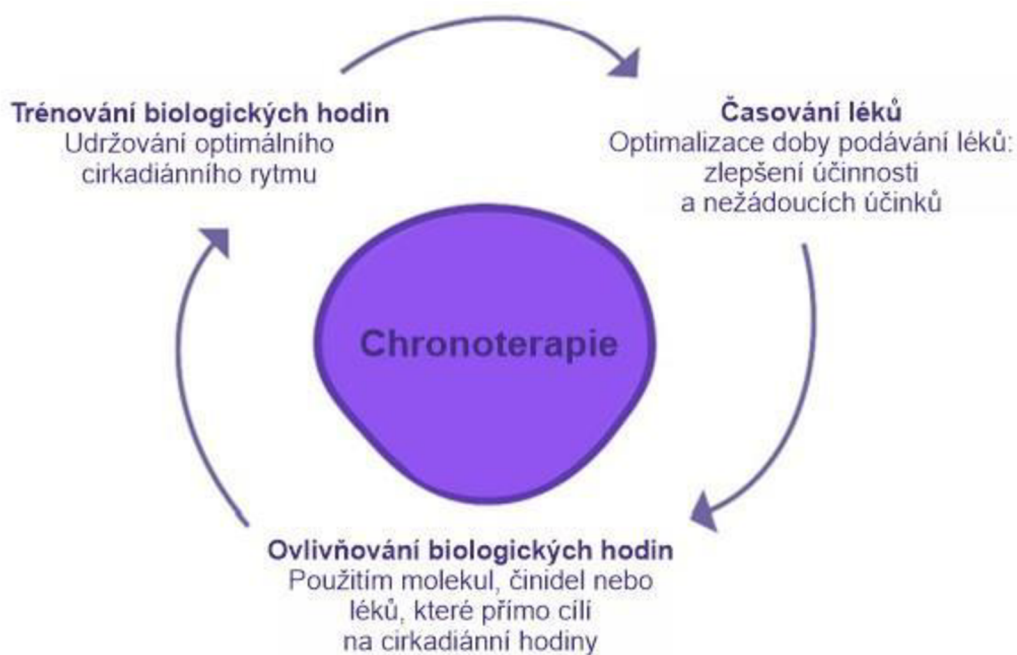 Trénování biologických hodin
Udržování optimálního
cirkadiánního rytmu
Časování léků
Optimalizace doby podávání léků:
zlepšení účinnosti
a nežádoucích účinků
Chronoterapie
Ovlivňování biologických hodin
Použitím molekul, činidel nebo
léků, které přímo cílí
na cirkadiánní hodiny